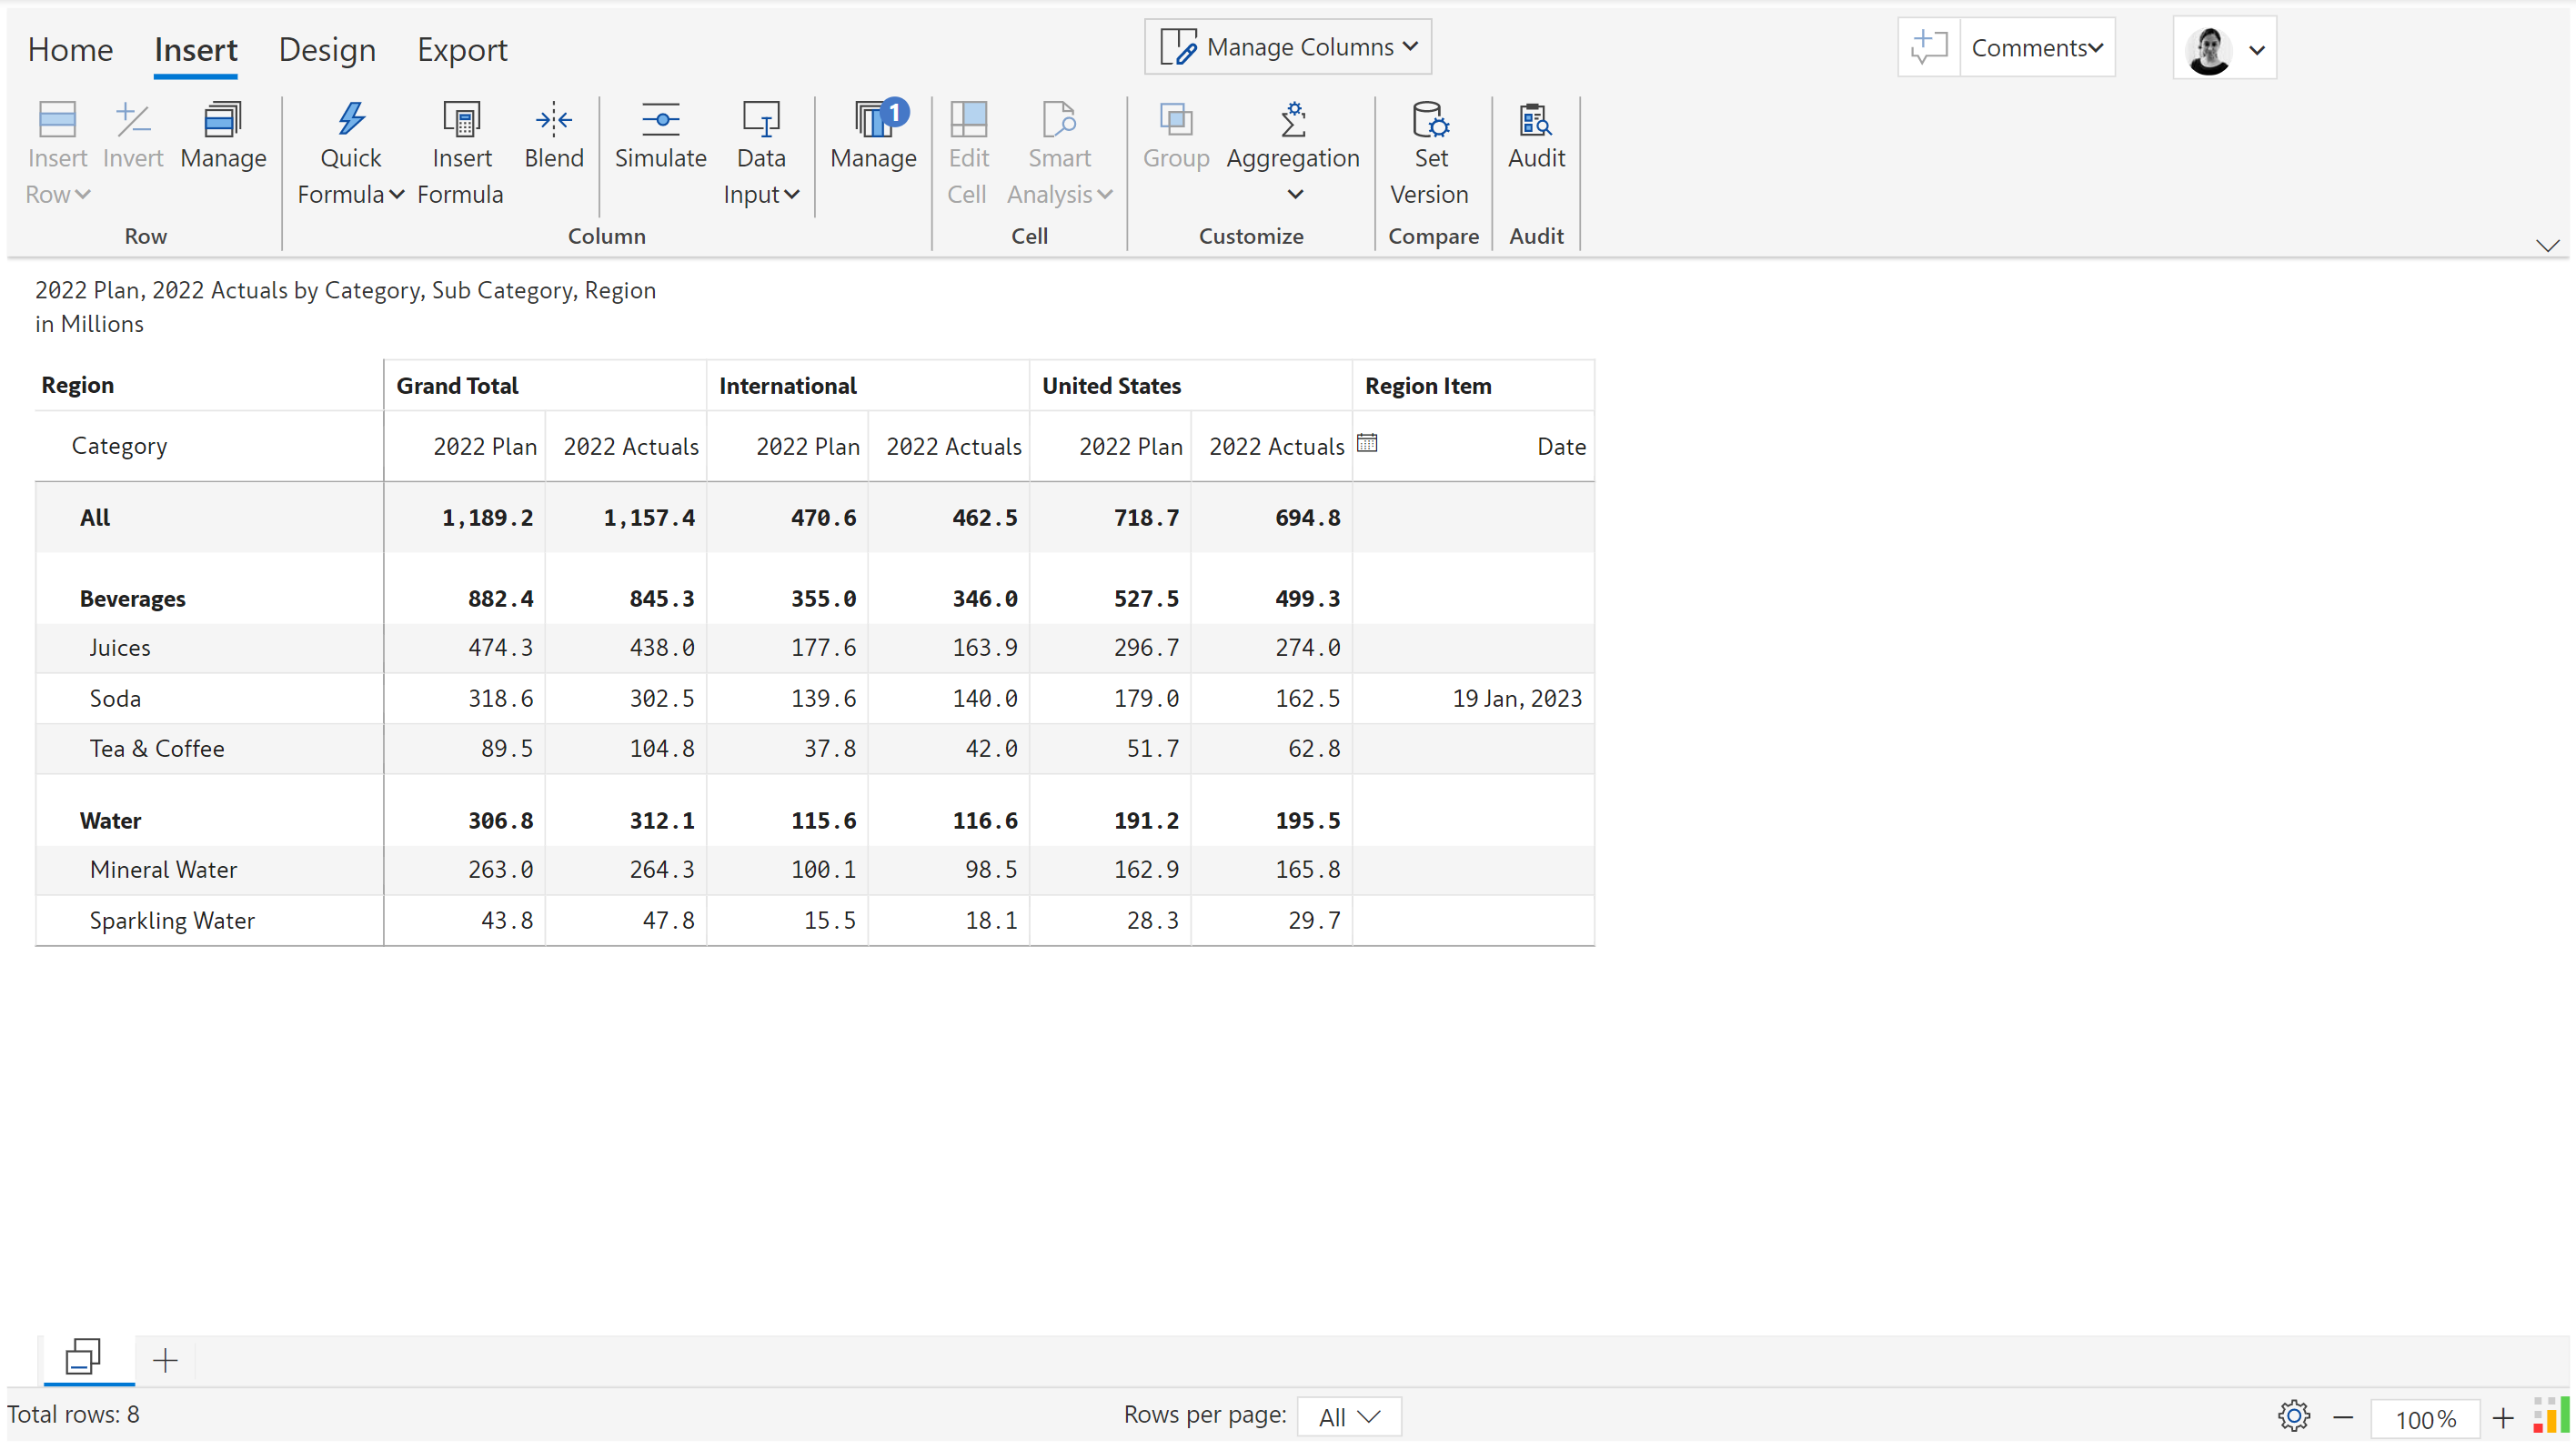 Home Insert Design Export
Manage Columns
Comments
Insert Row Invert Manage
Quick Formula Insert Formula Blend
Simulate Data Input
Manage 1
Edit Cell Smart Analysis
Group Aggregation
Set Version
Audit
Row Column Cell Customize Compare Audit
2022 Plan, 2022 Actuals by Category, Sub Category, Region
in Millions
Region Grand Total International United States Region Item
Category 2022 Plan 2022 Actuals 2022 Plan 2022 Actuals 2022 Plan 2022 Actuals Date
All 1,189.2 1,157.4 470.6 462.5 718.7 694.8
Beverages 882.4 845.3 355.0 346.0 527.5 499.3
Juices 474.3 438.0 177.6 163.9 296.7 274.0
Soda 318.6 302.5 139.6 140.0 179.0 162.5 19 Jan, 2023
Tea & Coffee 89.5 104.8 37.8 42.0 51.7 62.8
Water 306.8 312.1 115.6 116.6 191.2 195.5
Mineral Water 263.0 264.3 100.1 98.5 162.9 165.8
Sparkling Water 43.8 47.8 15.5 18.1 28.3 29.7
Total rows: 8 Rows per page: All 100%